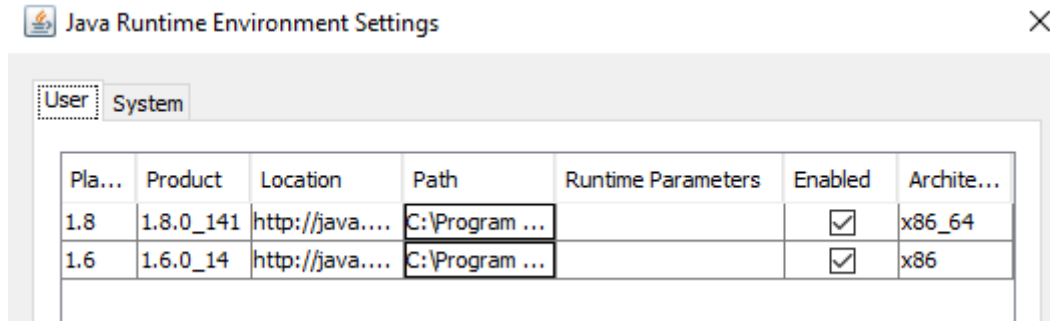 Java Runtime Environment Settings
User System
Pla... Product Location Path Runtime Parameters Enabled Archite...
1.8 1.8.0_141 http://java.... C:\Program ... x86_64
1.6 1.6.0_14 http://java.... C:\Program ... x86